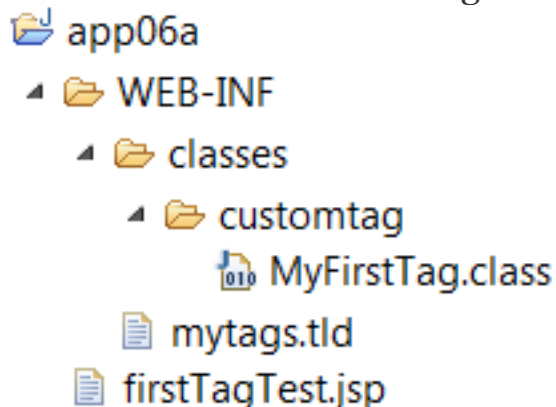 app06a
WEB-INF
classes
customtag
MyFirstTag.class
mytags.tld
firstTagTest.jsp